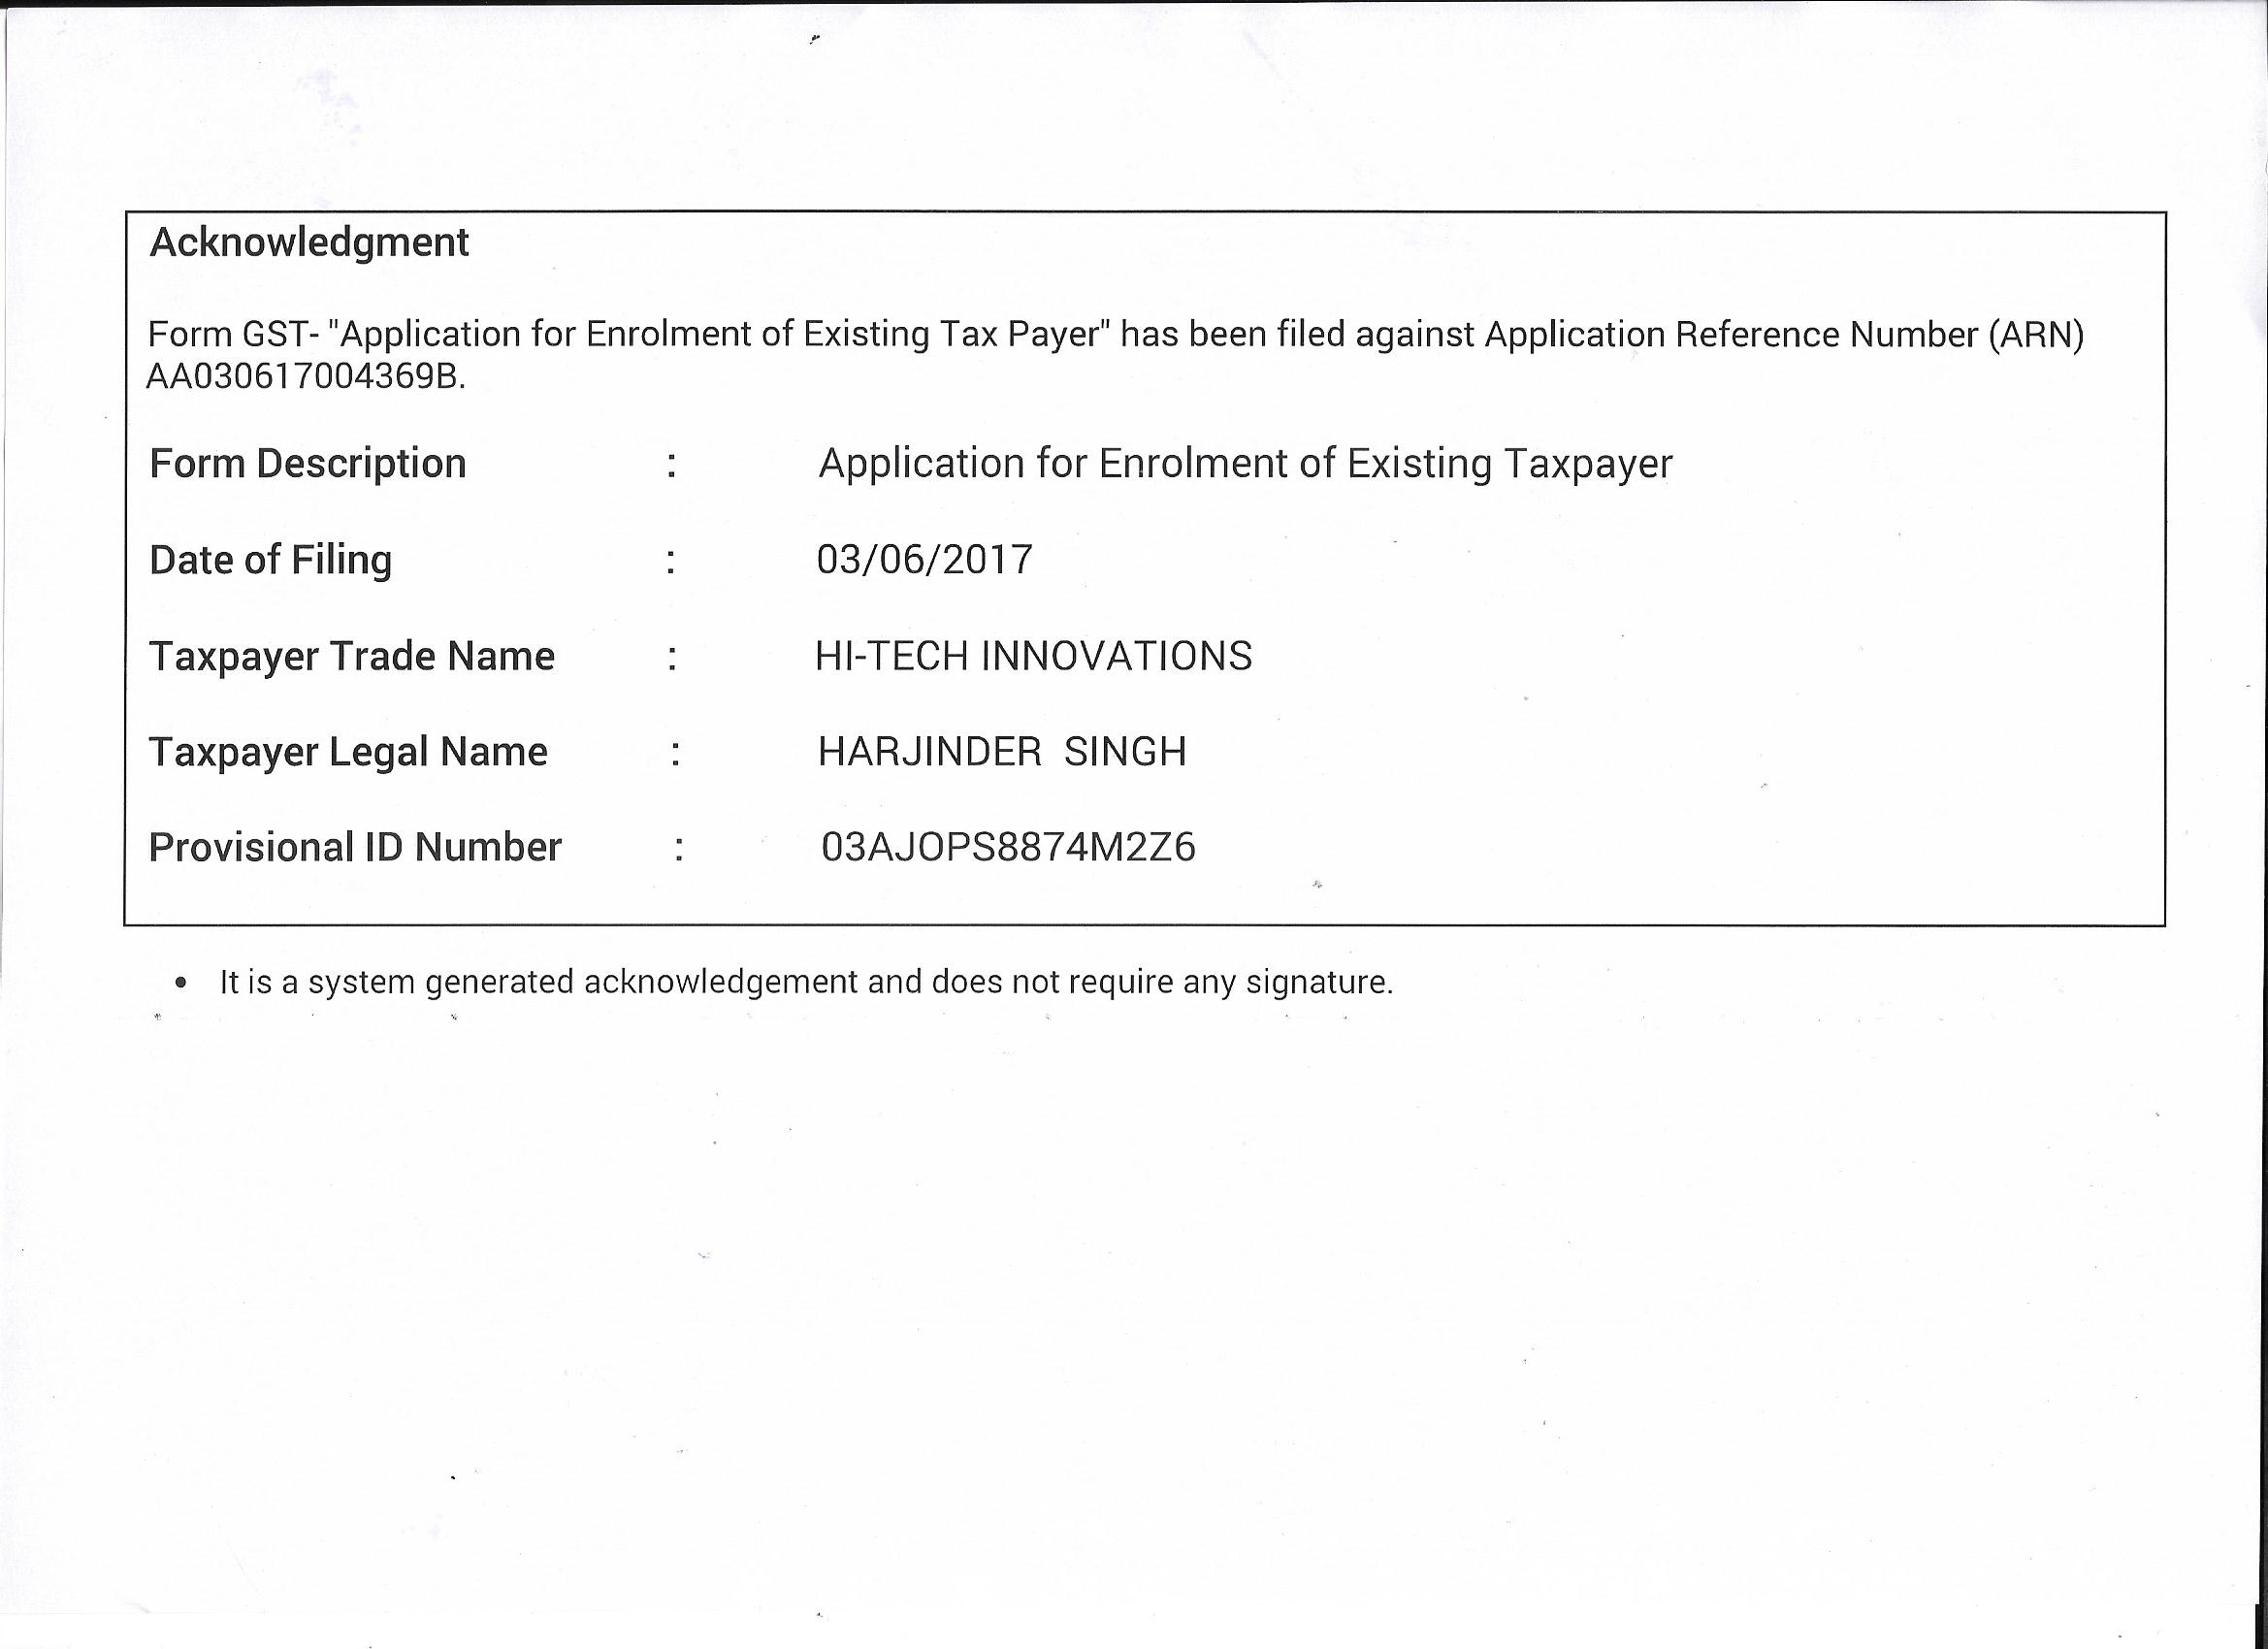 Acknowledgment
Form GST- "Application for Enrolment of Existing Tax Payer" has been filed against Application Reference Number (ARN)
AA030617004369B.
Form Description : Application for Enrolment of Existing Taxpayer
Date of Filing : 03/06/2017
Taxpayer Trade Name : HI-TECH INNOVATIONS
Taxpayer Legal Name : HARJINDER SINGH
Provisional ID Number : 03AJOPS8874M2Z6
• It is a system generated acknowledgement and does not require any signature.